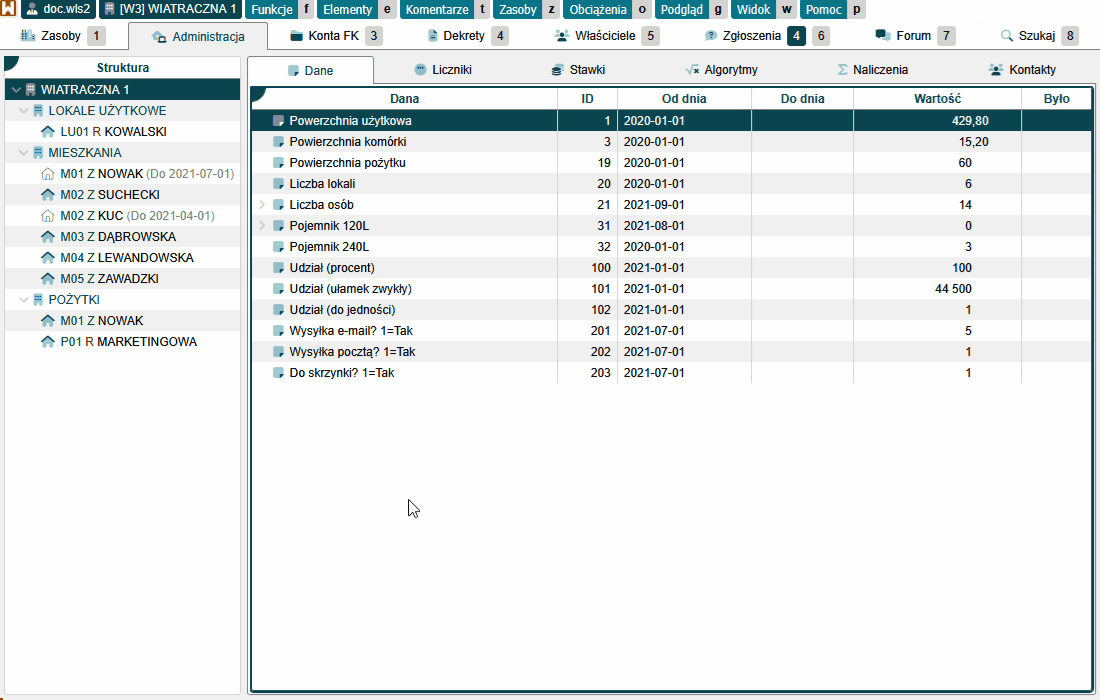 doc.wls2 [W3] WIATRACZNA 1 Funkcje f Elementy e Komentarze t Zasoby z Obciążenia o Podgląd g Widok w Pomoc p
Zasoby 1 Administracja Konta FK 3 Dekrety 4 Właściciele 5 Zgłoszenia 4 6 Forum 7 Szukaj 8
Struktura
WIATRACZNA 1
LOKALE UŻYTKOWE
LU01 R KOWALSKI
MIESZKANIA
M01 Z NOWAK (Do 2021-07-01)
M02 Z SUCHECKI
M02 Z KUC (Do 2021-04-01)
M03 Z DĄBROWSKA
M04 Z LEWANDOWSKA
M05 Z ZAWADZKI
POŻYTKI
M01 Z NOWAK
P01 R MARKETINGOWA
Dane Liczniki Stawki Algorytmy Naliczenia Kontakty
Dana ID Od dnia Do dnia Wartość Było
Powerzchnia użytkowa 1 2020-01-01 429,80
Powierzchnia komórki 3 2020-01-01 15,20
Powierzchnia pożytku 19 2020-01-01 60
Liczba lokali 20 2020-01-01 6
Liczba osób 21 2021-09-01 14
Pojemnik 120L 31 2021-08-01 0
Pojemnik 240L 32 2020-01-01 3
Udział (procent) 100 2021-01-01 100
Udział (ułamek zwykły) 101 2021-01-01 44 500
Udział (do jedności) 102 2021-01-01 1
Wysyłka e-mail? 1=Tak 201 2021-07-01 5
Wysyłka pocztą? 1=Tak 202 2021-07-01 1
Do skrzynki? 1=Tak 203 2021-07-01 1